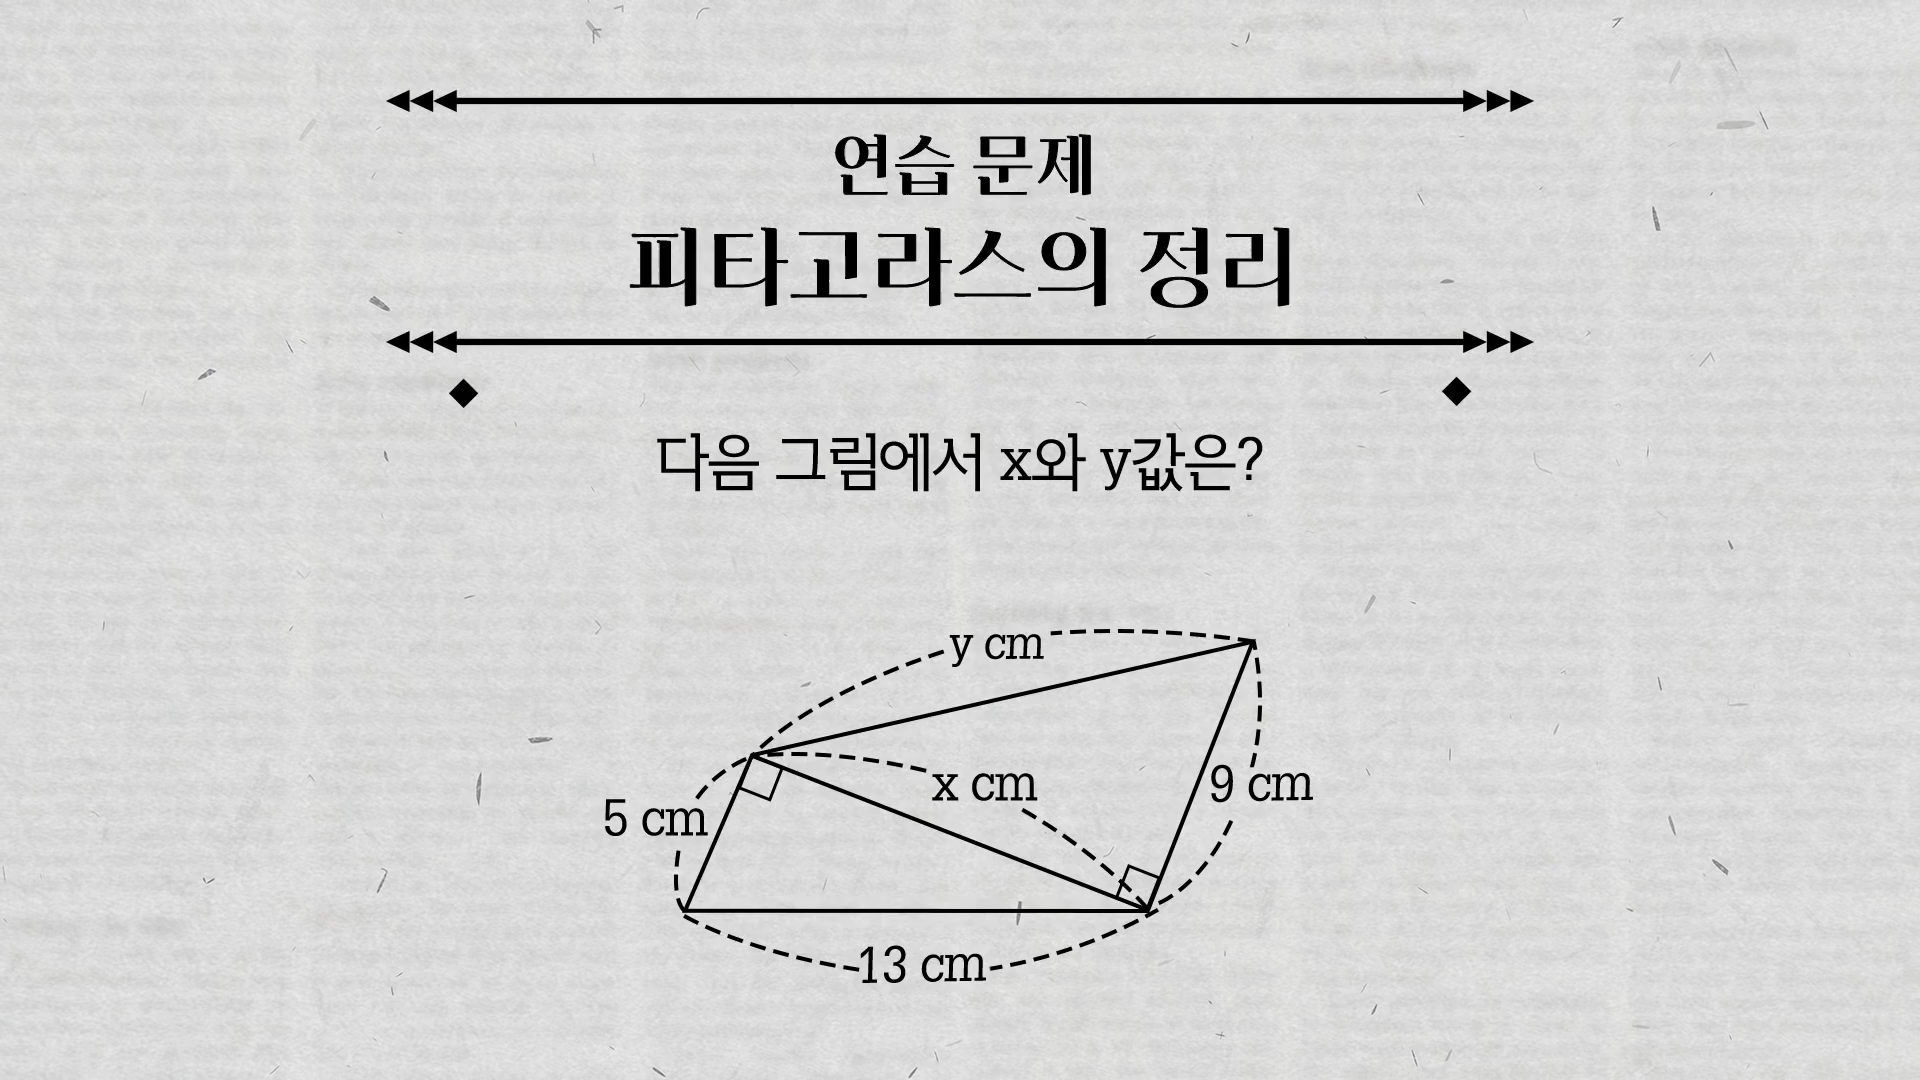 연습 문제
피타고라스의 정리
다음 그림에서 x와 y값은?
y cm
x cm
9 cm
5 cm
13 cm